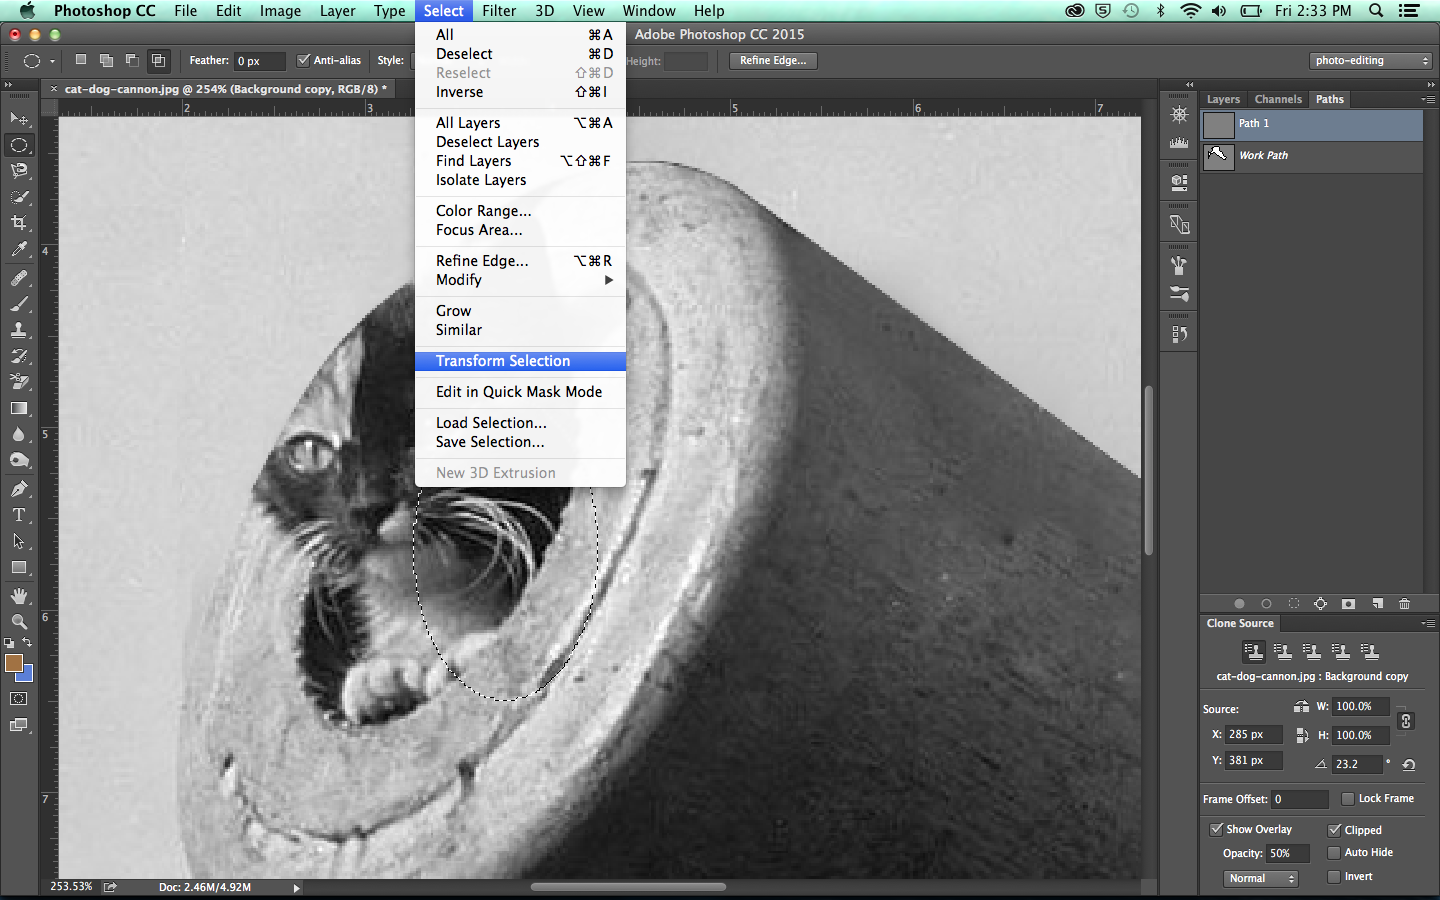 Photoshop CC File Edit Image Layer Type Select Filter 3D View Window Help Fri 2:33 PM
Adobe Photoshop CC 2015
Feather: 0 px Anti-alias Style: Height: Refine Edge... photo-editing
× cat-dog-cannon.jpg @ 254% (Background copy, RGB/8) *
2 3 5 6 7
4
5
6
7
All ⌘A
Deselect ⌘D
Reselect ⇧⌘D
Inverse ⇧⌘I
All Layers ⌥⌘A
Deselect Layers
Find Layers ⌥⇧⌘F
Isolate Layers
Color Range...
Focus Area...
Refine Edge... ⌥⌘R
Modify ▶
Grow
Similar
Transform Selection
Edit in Quick Mask Mode
Load Selection...
Save Selection...
New 3D Extrusion
Layers Channels Paths
Path 1
Work Path
Clone Source
cat-dog-cannon.jpg : Background copy
Source: W: 100.0%
X: 285 px H: 100.0%
Y: 381 px 23.2 °
Frame Offset: 0 Lock Frame
Show Overlay Clipped
Opacity: 50% Auto Hide
Normal Invert
253.53% Doc: 2.46M/4.92M